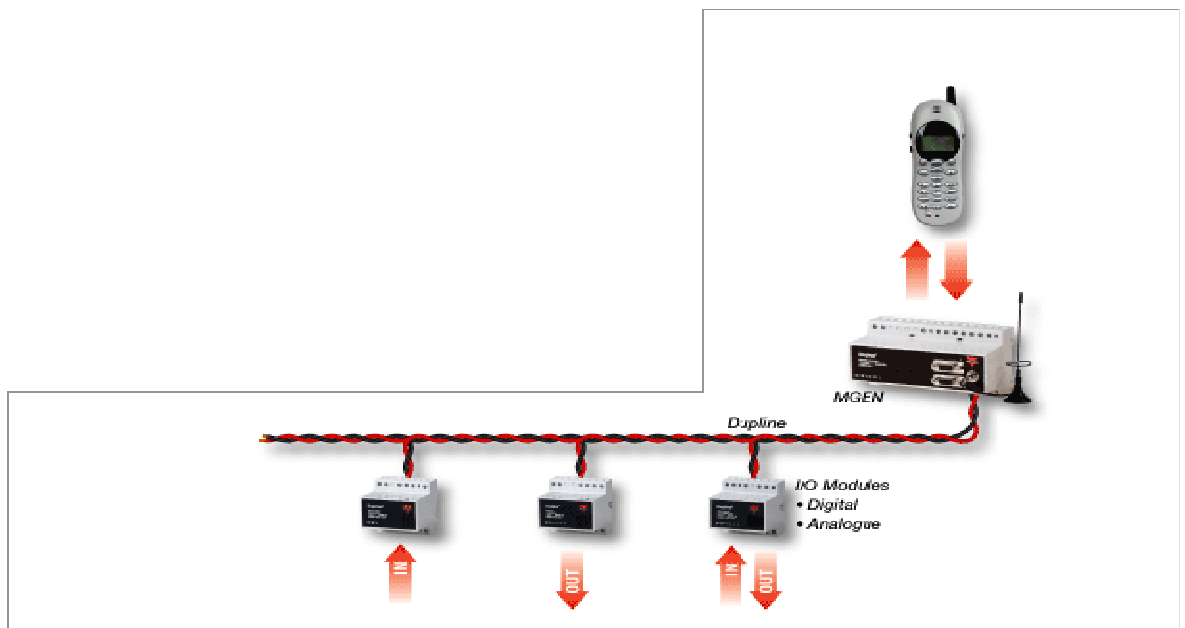 MGEN
Dupline
I/O Modules
• Digital
• Analogue
IN
OUT
IN
OUT